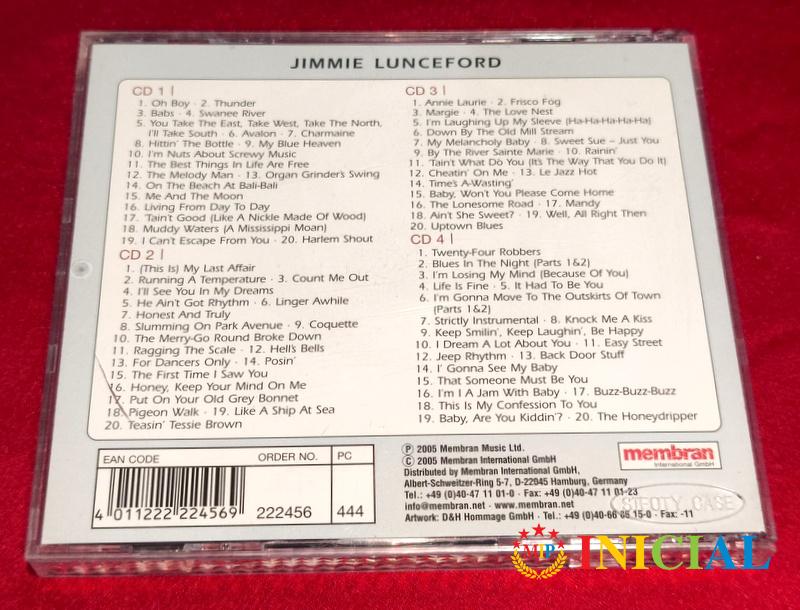 JIMMIE LUNCEFORD
CD 1
1. Oh Boy · 2. Thunder
3. Babs · 4. Swanee River
5. You Take The East, Take West, Take The North,
I'll Take South · 6. Avalon · 7. Charmaine
8. Hittin' The Bottle · 9. My Blue Heaven
10. I'm Nuts About Screwy Music
11. The Best Things In Life Are Free
12. The Melody Man · 13. Organ Grinder's Swing
14. On The Beach At Bali-Bali
15. Me And The Moon
16. Living From Day To Day
17. 'Tain't Good (Like A Nickle Made Of Wood)
18. Muddy Waters (A Mississippi Moan)
19. I Can't Escape From You · 20. Harlem Shout
CD 2
1. (This Is) My Last Affair
2. Running A Temperature · 3. Count Me Out
4. I'll See You In My Dreams
5. He Ain't Got Rhythm · 6. Linger Awhile
7. Honest And Truly
8. Slumming On Park Avenue · 9. Coquette
10. The Merry-Go Round Broke Down
11. Ragging The Scale · 12. Hell's Bells
13. For Dancers Only · 14. Posin'
15. The First Time I Saw You
16. Honey, Keep Your Mind On Me
17. Put On Your Old Grey Bonnet
18. Pigeon Walk · 19. Like A Ship At Sea
20. Teasin' Tessie Brown
CD 3
1. Annie Laurie · 2. Frisco Fog
3. Margie · 4. The Love Nest
5. I'm Laughing Up My Sleeve (Ha-Ha-Ha-Ha-Ha)
6. Down By The Old Mill Stream
7. My Melancholy Baby · 8. Sweet Sue – Just You
9. By The River Sainte Marie · 10. Rainin'
11. 'Tain't What Do You (It's The Way That You Do It)
12. Cheatin' On Me · 13. Le Jazz Hot
14. Time's A-Wasting'
15. Baby, Won't You Please Come Home
16. The Lonesome Road · 17. Mandy
18. Ain't She Sweet? · 19. Well, All Right Then
20. Uptown Blues
CD 4
1. Twenty-Four Robbers
2. Blues In The Night (Parts 1&2)
3. I'm Losing My Mind (Because Of You)
4. Life Is Fine · 5. It Had To Be You
6. I'm Gonna Move To The Outskirts Of Town
(Parts 1&2)
7. Strictly Instrumental · 8. Knock Me A Kiss
9. Keep Smilin', Keep Laughin', Be Happy
10. I Dream A Lot About You · 11. Easy Street
12. Jeep Rhythm · 13. Back Door Stuff
14. I' Gonna See My Baby
15. That Someone Must Be You
16. I'm I A Jam With Baby · 17. Buzz-Buzz-Buzz
18. This Is My Confession To You
19. Baby, Are You Kiddin'? · 20. The Honeydripper
EAN CODE ORDER NO. PC
4 011222 224569 222456 444
℗ 2005 Membran Music Ltd.
© 2005 Membran International GmbH
Distributed by Membran International GmbH,
Albert-Schweitzer-Ring 5-7, D-22045 Hamburg, Germany
Tel.: +49 (0)40-47 11 01-0 · Fax: +49 (0)40-47 11 01-23
info@membran.net · www.membran.net
Artwork: D&H Hommage GmbH · Tel.: +49 (0)40-66 86 15-0 · Fax: -11
membran
International GmbH
CASE
MP INICIAL